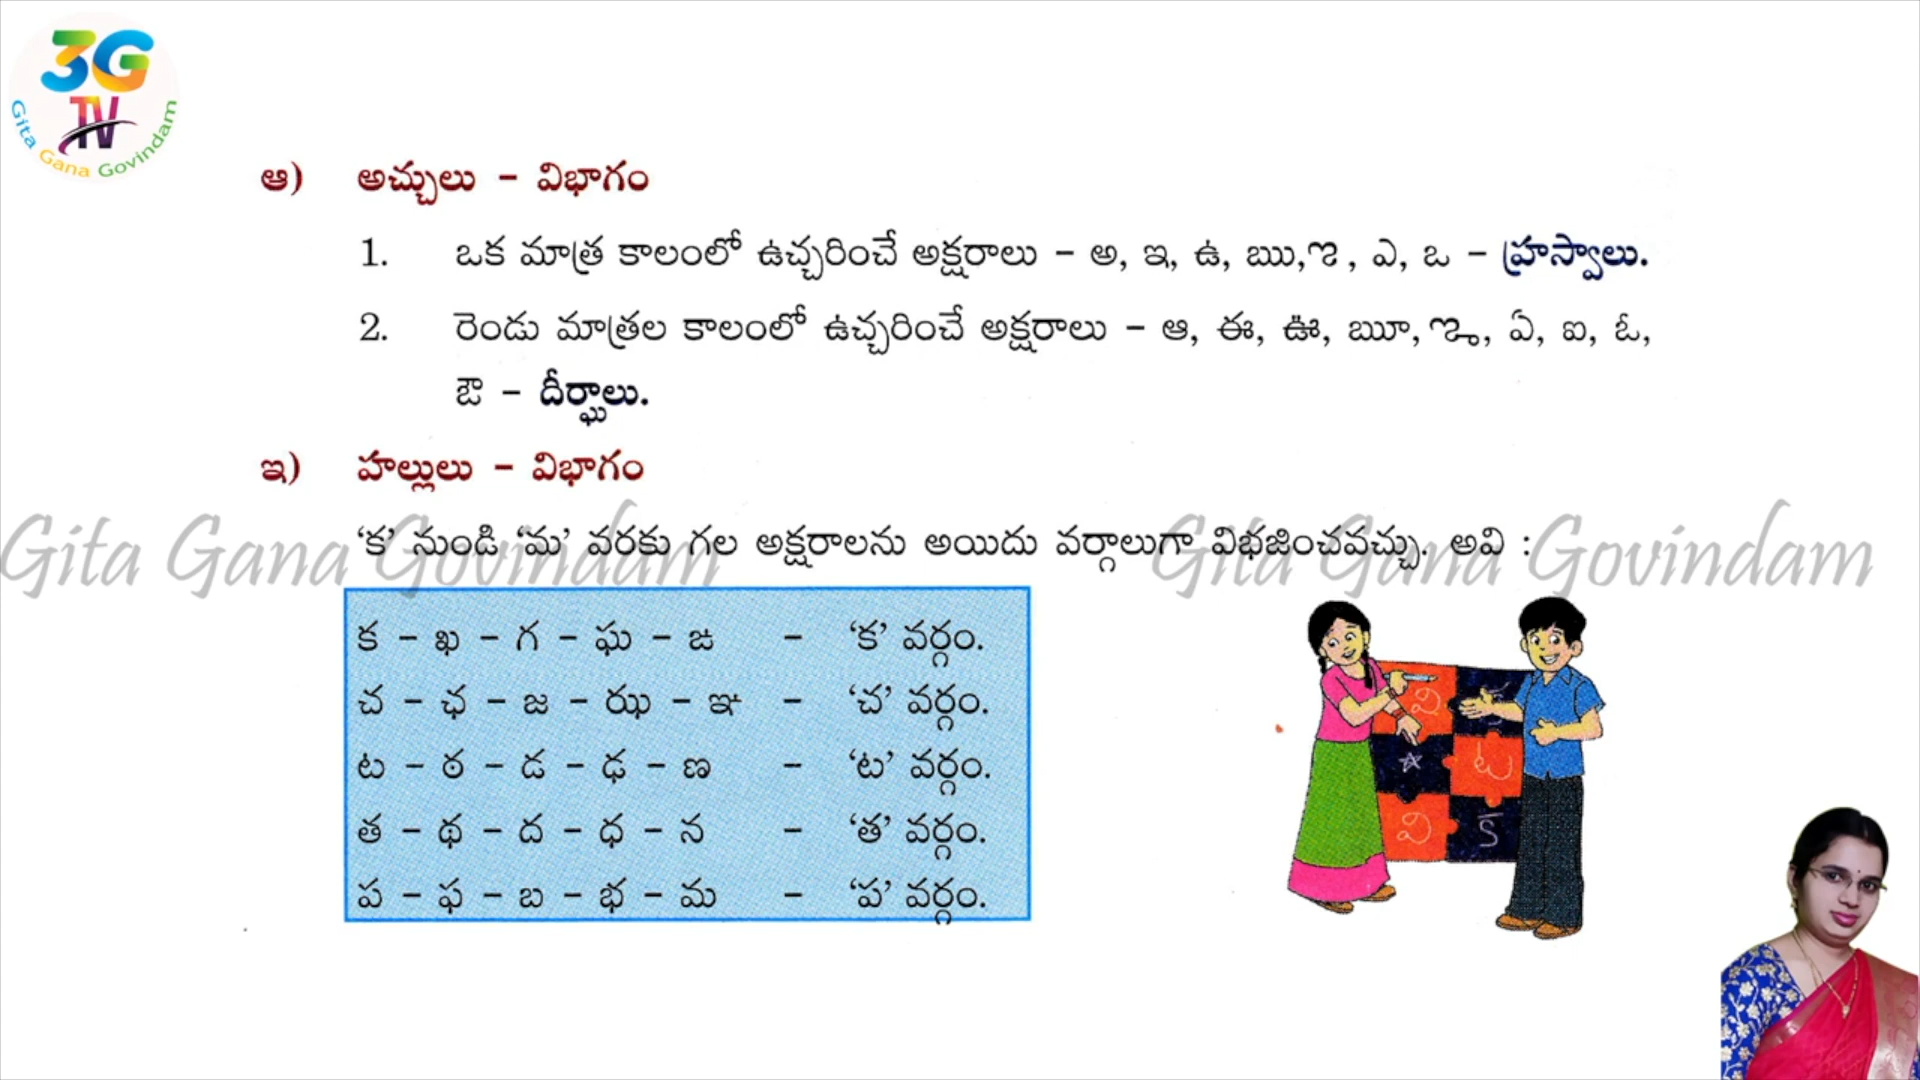 3G
TV
Gita Gana Govindam
ఆ) అచ్చులు - విభాగం
1. ఒక మాత్ర కాలంలో ఉచ్చరించే అక్షరాలు - అ, ఇ, ఉ, ఋ, ఌ, ఎ, ఒ - హ్రస్వాలు.
2. రెండు మాత్రల కాలంలో ఉచ్చరించే అక్షరాలు - ఆ, ఈ, ఊ, ౠ, ౡ, ఏ, ఐ, ఓ,
ఔ - దీర్ఘాలు.
ఇ) హల్లులు - విభాగం
Gita Gana Govindam Gita Gana Govindam
‘క’ నుండి ‘మ’ వరకు గల అక్షరాలను అయిదు వర్గాలుగా విభజించవచ్చు. అవి :
క - ఖ - గ - ఘ - ఙ - ‘క’ వర్గం.
చ - ఛ - జ - ఝ - ఞ - ‘చ’ వర్గం.
ట - ఠ - డ - ఢ - ణ - ‘ట’ వర్గం.
త - థ - ద - ధ - న - ‘త’ వర్గం.
ప - ఫ - బ - భ - మ - ‘ప’ వర్గం.